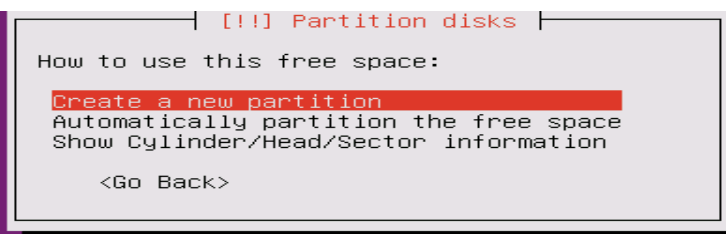 [!!] Partition disks
How to use this free space:
Create a new partition
Automatically partition the free space
Show Cylinder/Head/Sector information
<Go Back>